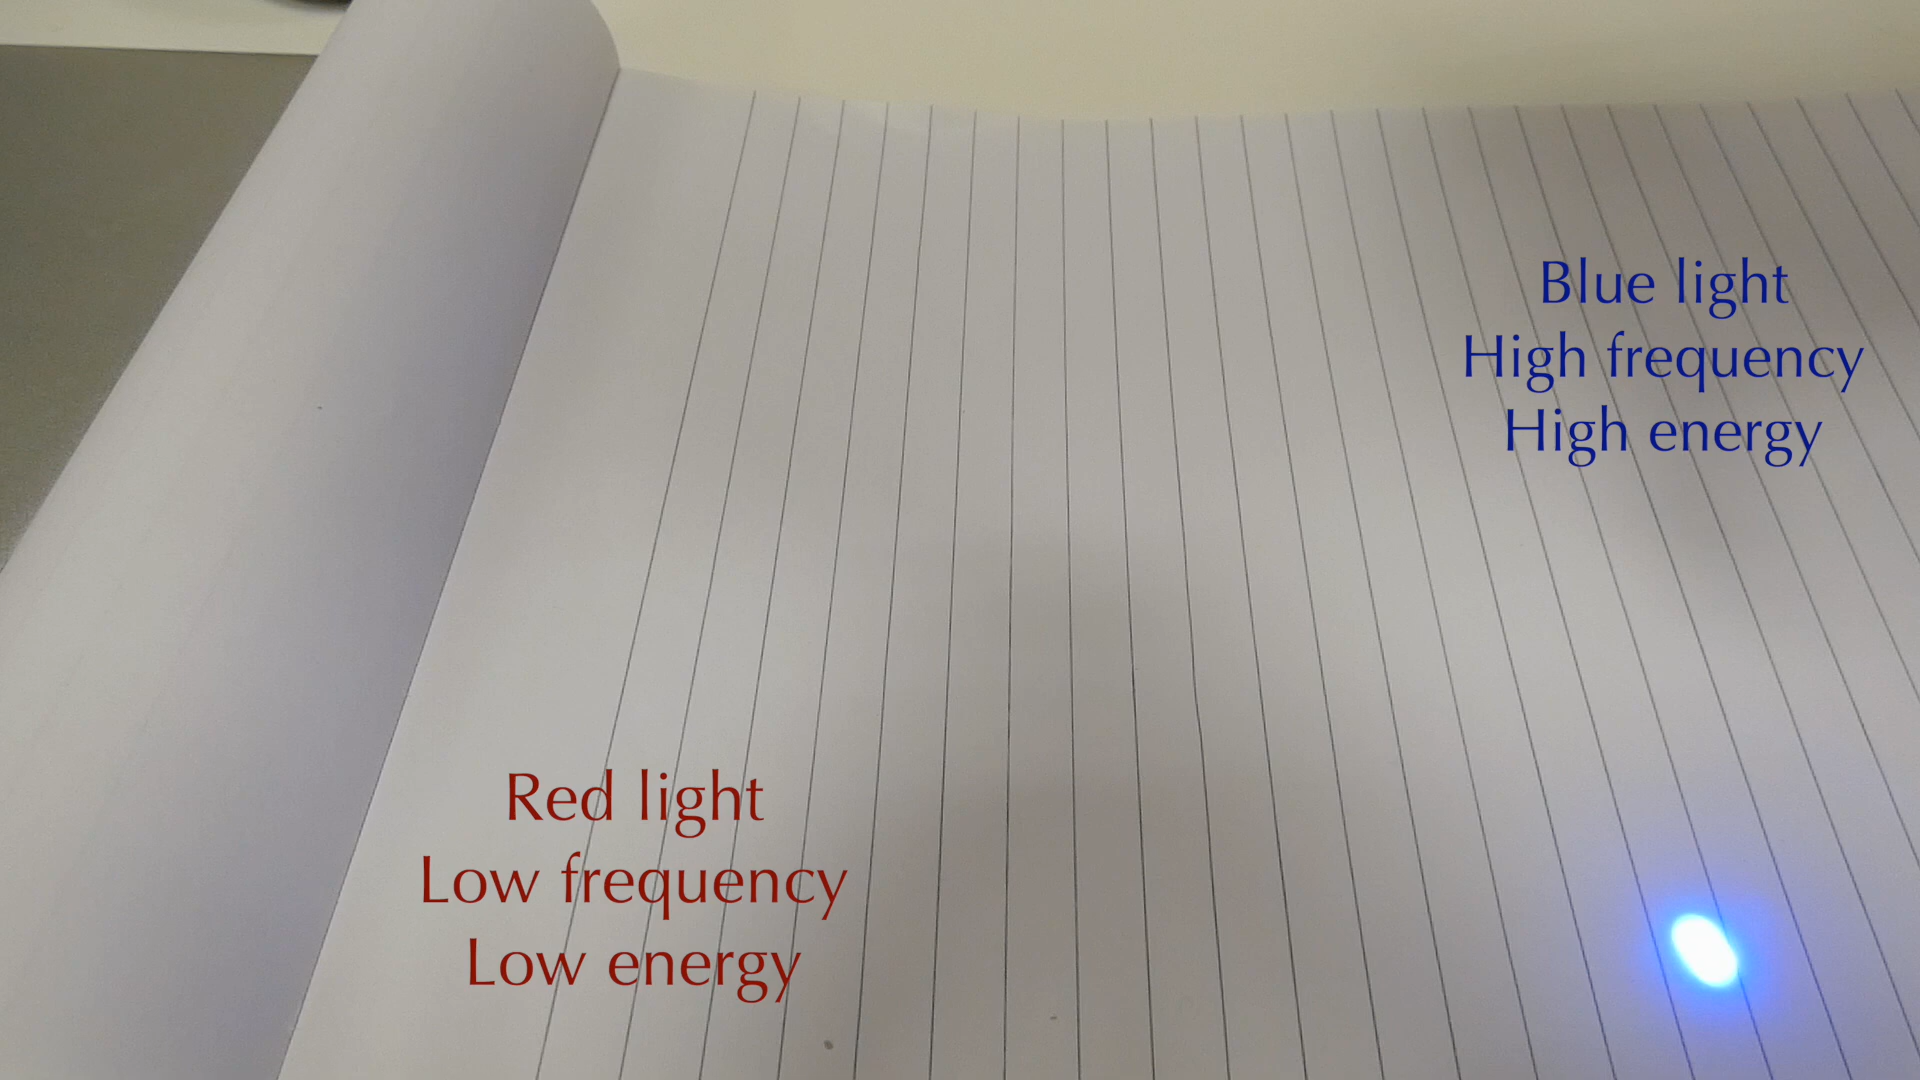 Blue light
High frequency
High energy
Red light
Low frequency
Low energy